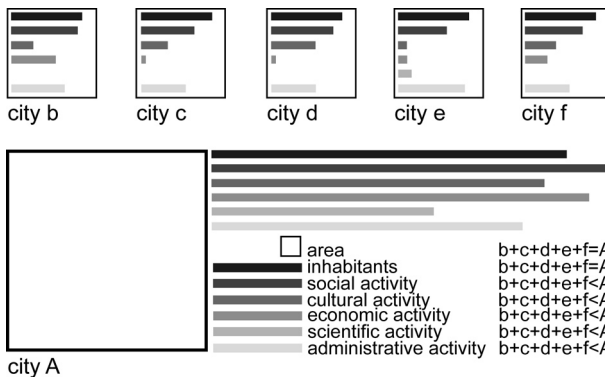 city b
city c
city d
city e
city f
area b+c+d+e+f=A
inhabitants b+c+d+e+f=A
social activity b+c+d+e+f<A
cultural activity b+c+d+e+f<A
economic activity b+c+d+e+f<A
scientific activity b+c+d+e+f<A
administrative activity b+c+d+e+f<A
city A